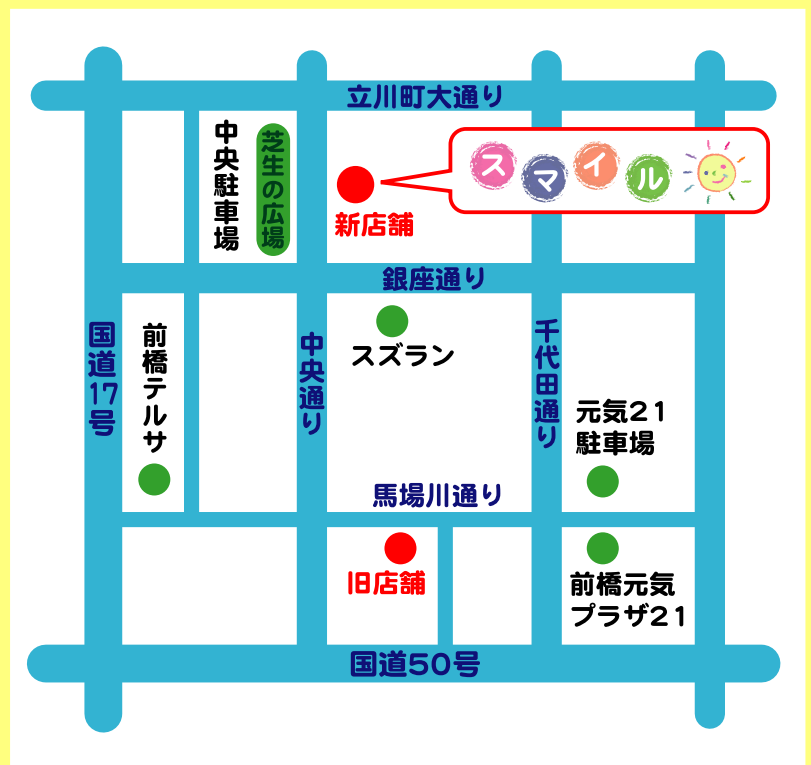 立川町大通り
中央駐車場
芝生の広場
スマイル
新店舗
銀座通り
国道17号
前橋テルサ
中央通り
スズラン
千代田通り
元気21
駐車場
馬場川通り
旧店舗
前橋元気
プラザ21
国道50号